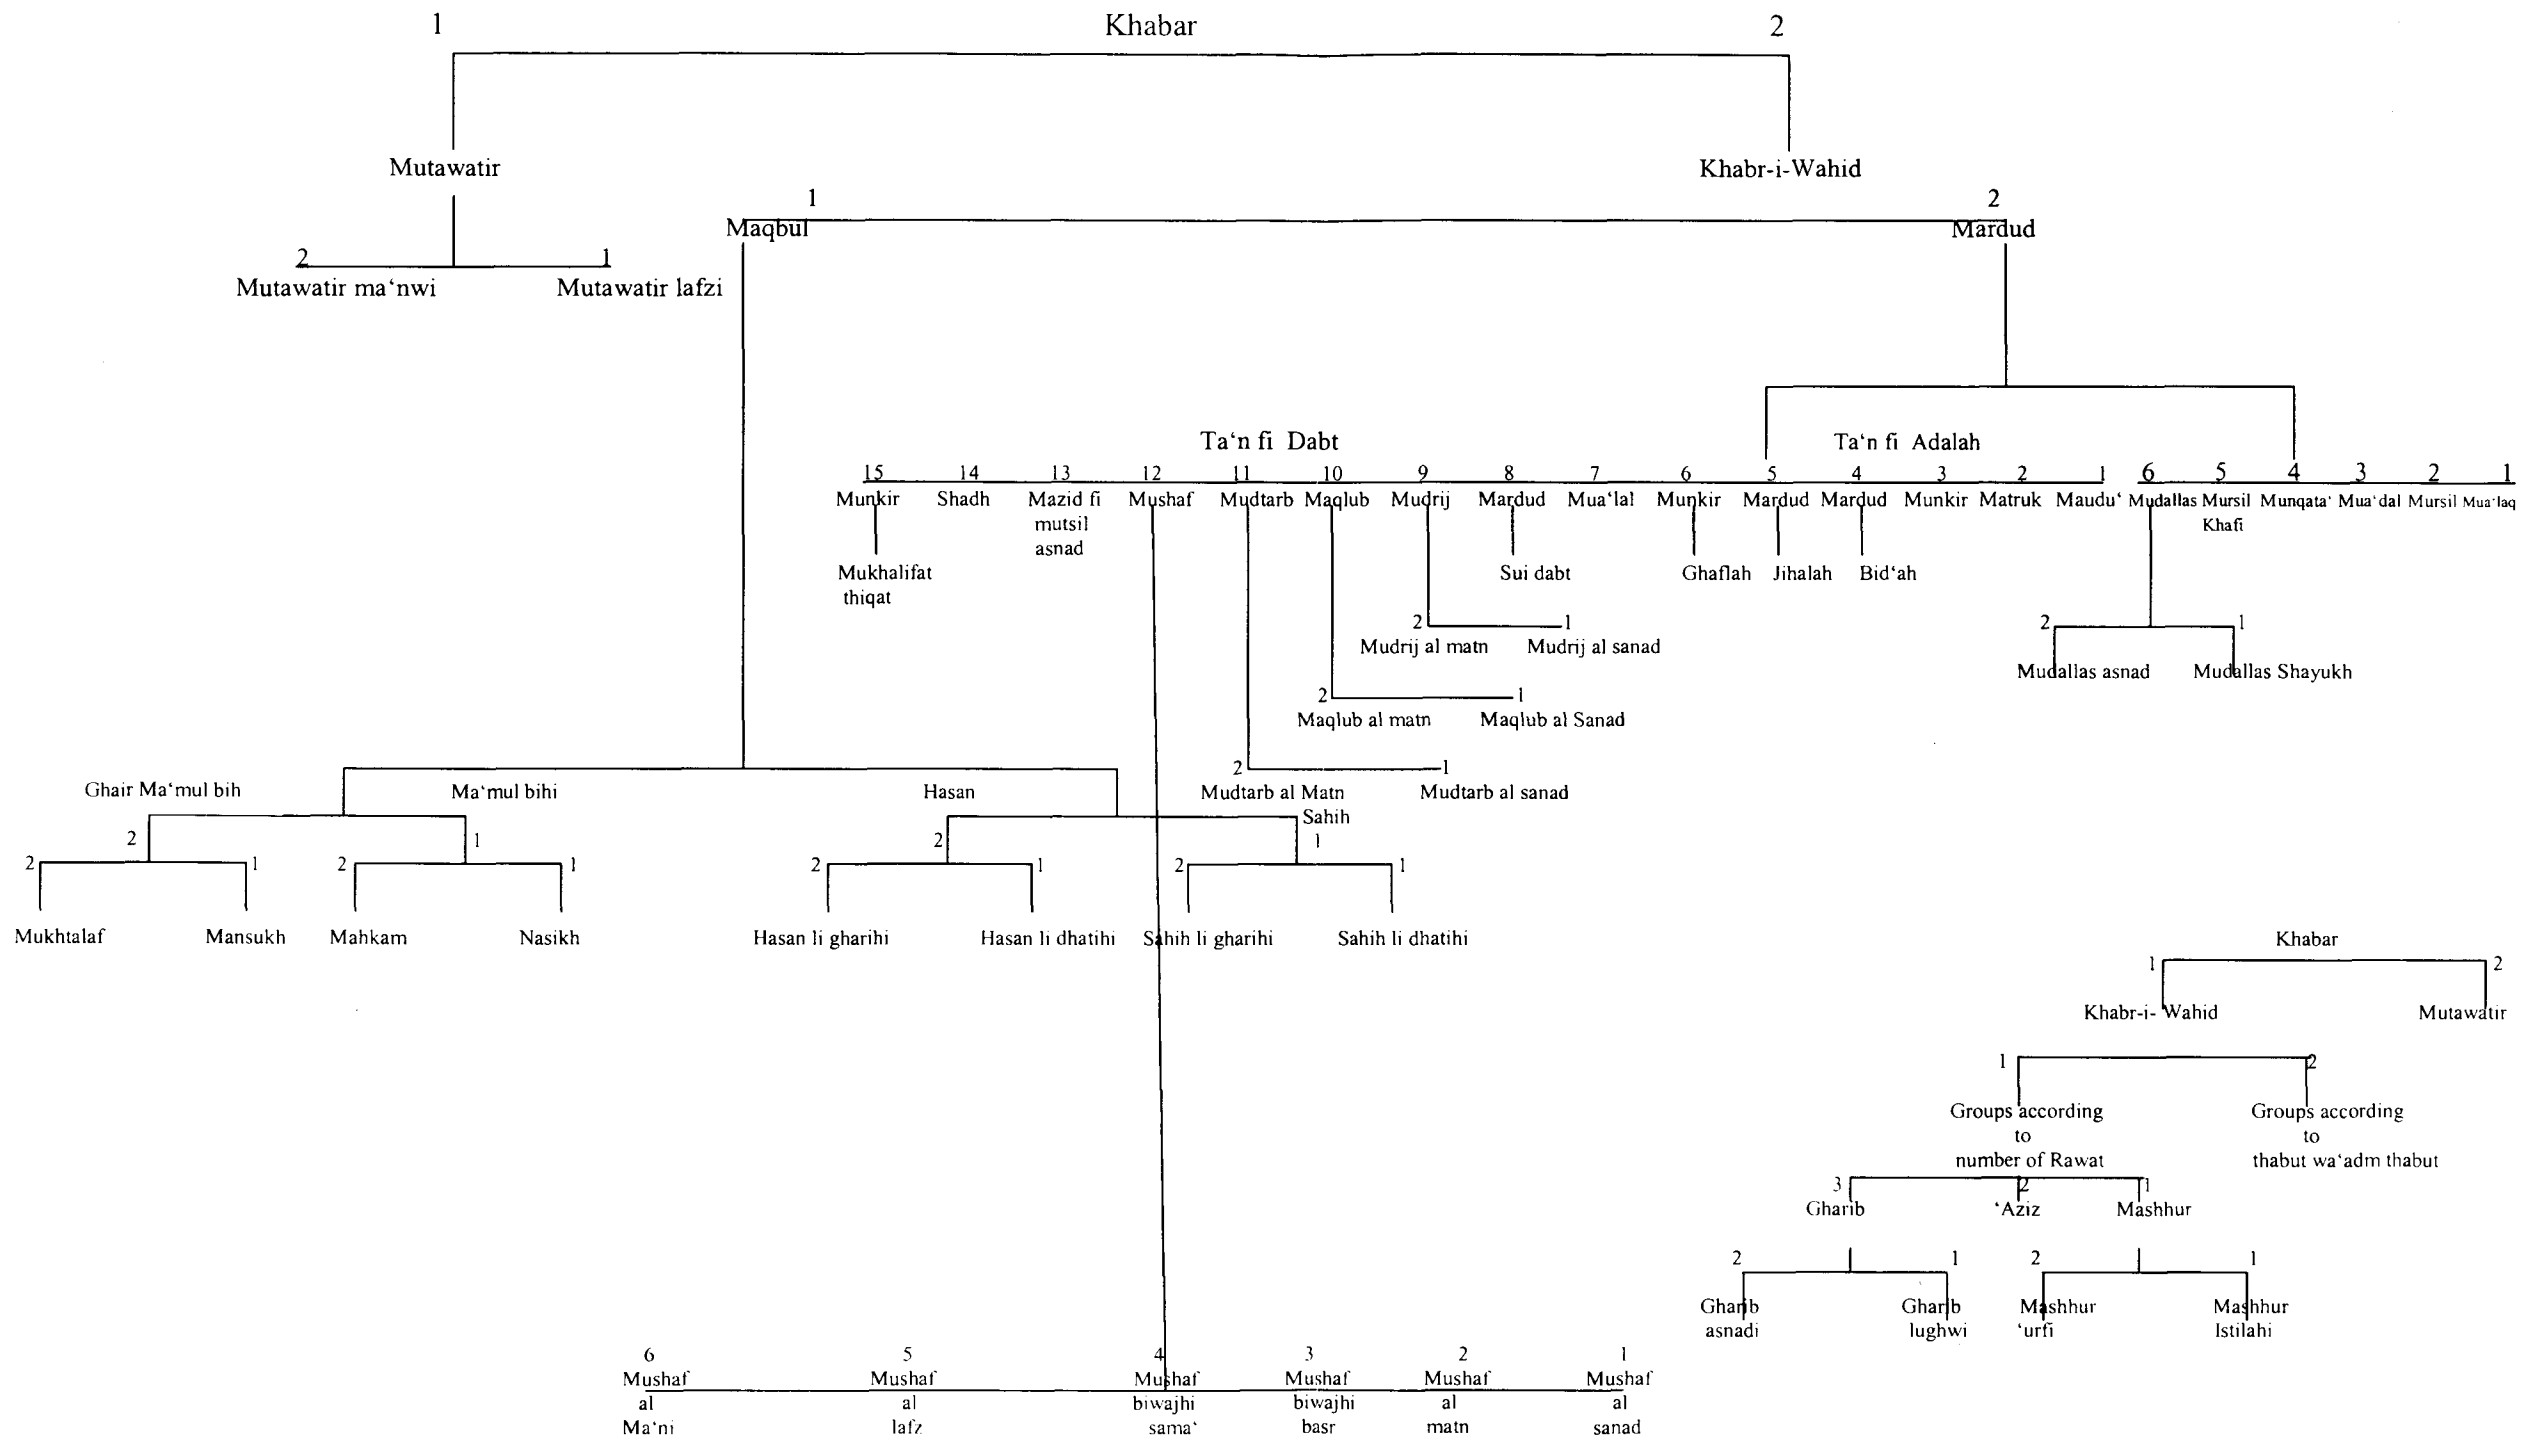 1 Khabar 2
Mutawatir Khabr-i-Wahid
1 2
Maqbul Mardud
2 1
Mutawatir ma‘nwi Mutawatir lafzi
Ta‘n fi Dabt Ta‘n fi Adalah
15 14 13 12 11 10 9 8 7 6 5 4 3 2 1 6 5 4 3 2 1
Munkir Shadh Mazid fi Mushaf Mudtarb Maqlub Mudrij Mardud Mua‘lal Munkir Mardud Mardud Munkir Matruk Maudu‘ Mudallas Mursil Munqata‘ Mua‘dal Mursil Mua‘laq
mutsil Khafi
asnad
Mukhalifat Sui dabt Ghaflah Jihalah Bid‘ah
thiqat
2 1 2 1
Mudrij al matn Mudrij al sanad
Mudallas asnad Mudallas Shayukh
2 1
Maqlub al matn Maqlub al Sanad
2 1
Ghair Ma‘mul bih Ma‘mul bihi Hasan Mudtarb al Matn Mudtarb al sanad
Sahih
2 1 2 1
2 1 2 1 2 1 2 1
Mukhtalaf Mansukh Mahkam Nasikh Hasan li gharihi Hasan li dhatihi Sahih li gharihi Sahih li dhatihi
Khabar
1 2
Khabr-i- Wahid Mutawatir
1 2
Groups according Groups according
to to
number of Rawat thabut wa‘adm thabut
3 2 1
Gharib ‘Aziz Mashhur
2 1 2 1
Gharib Gharib Mashhur Mashhur
asnadi lughwi ‘urfi Istilahi
6 5 4 3 2 1
Mushaf Mushaf Mushaf Mushaf Mushaf Mushaf
al al biwajhi biwajhi al al
Ma‘ni lafz sama‘ basr matn sanad